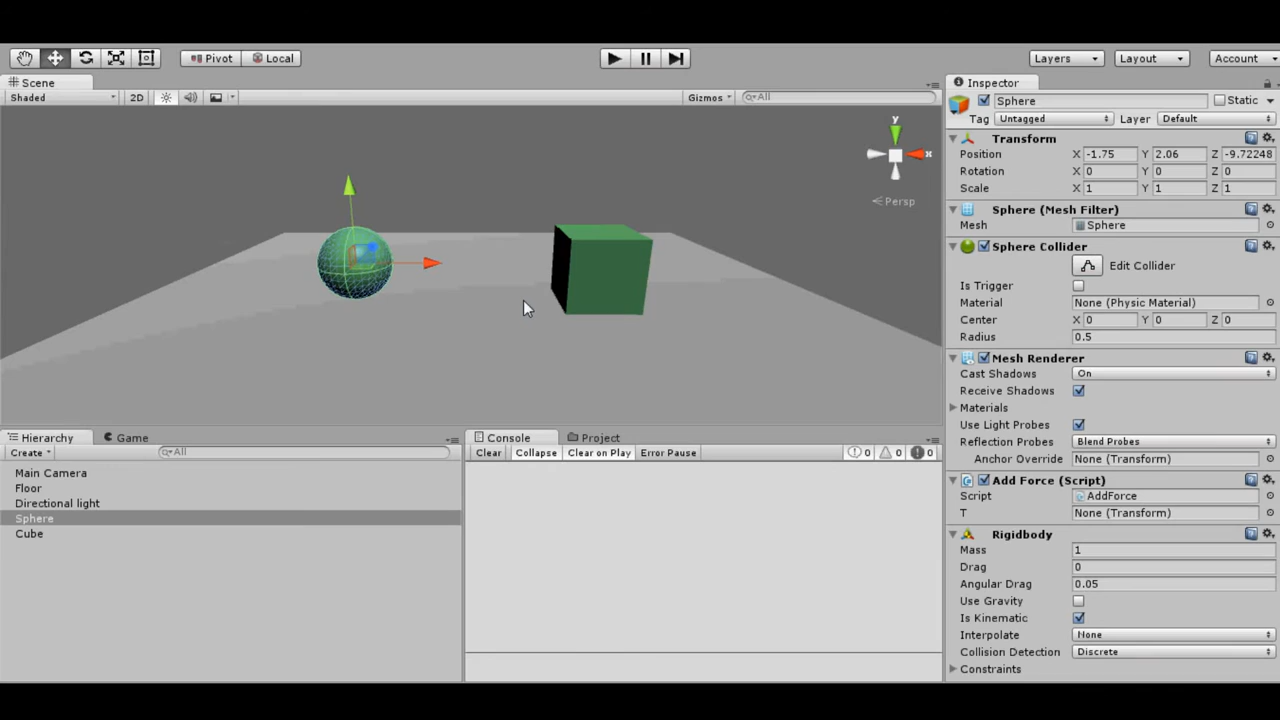 Pivot Local Layers Layout Account
Scene
Shaded 2D Gizmos All
y
x
Persp
Hierarchy Game
Create All
Main Camera
Floor
Directional light
Sphere
Cube
Console Project
Clear Collapse Clear on Play Error Pause 0 0 0
Inspector
Sphere Static
Tag Untagged Layer Default
Transform
Position X -1.75 Y 2.06 Z -9.72248
Rotation X 0 Y 0 Z 0
Scale X 1 Y 1 Z 1
Sphere (Mesh Filter)
Mesh Sphere
Sphere Collider
Edit Collider
Is Trigger
Material None (Physic Material)
Center X 0 Y 0 Z 0
Radius 0.5
Mesh Renderer
Cast Shadows On
Receive Shadows
Materials
Use Light Probes
Reflection Probes Blend Probes
Anchor Override None (Transform)
Add Force (Script)
Script AddForce
T None (Transform)
Rigidbody
Mass 1
Drag 0
Angular Drag 0.05
Use Gravity
Is Kinematic
Interpolate None
Collision Detection Discrete
Constraints